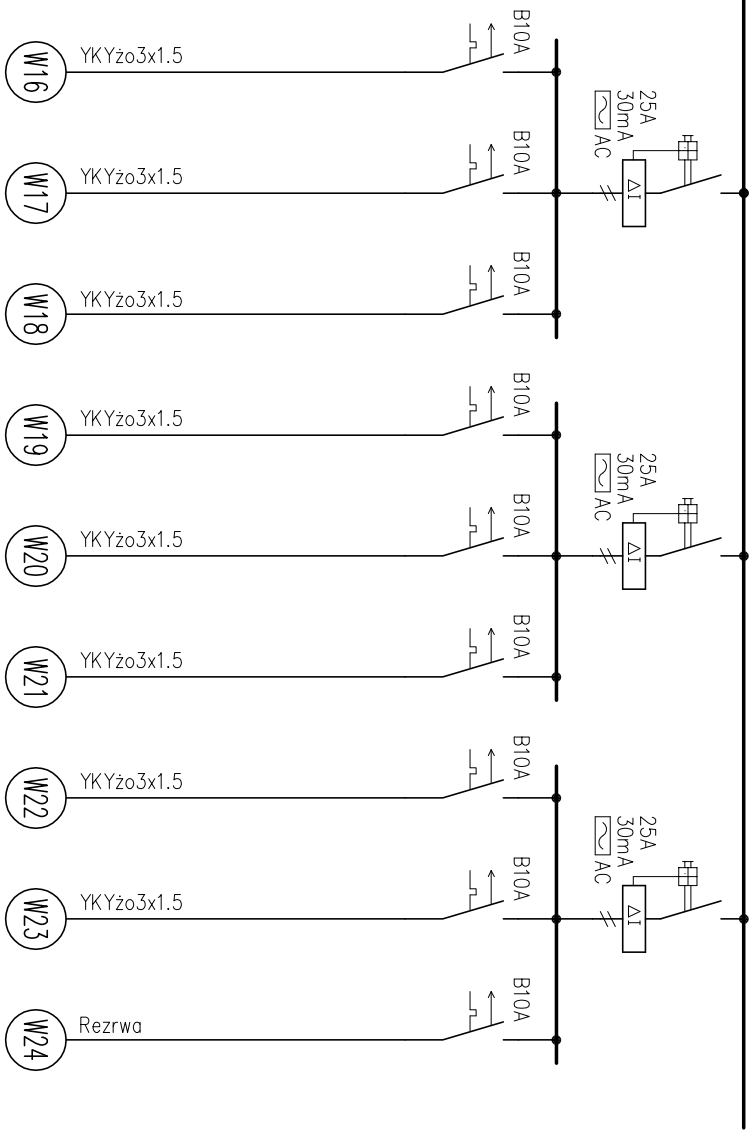 B10A
YKYżo3x1.5
W16
25A
30mA
AC
ΔI
B10A
YKYżo3x1.5
W17
B10A
YKYżo3x1.5
W18
B10A
YKYżo3x1.5
W19
25A
30mA
AC
ΔI
B10A
YKYżo3x1.5
W20
B10A
YKYżo3x1.5
W21
B10A
YKYżo3x1.5
W22
25A
30mA
AC
ΔI
B10A
YKYżo3x1.5
W23
B10A
Rezrwa
W24